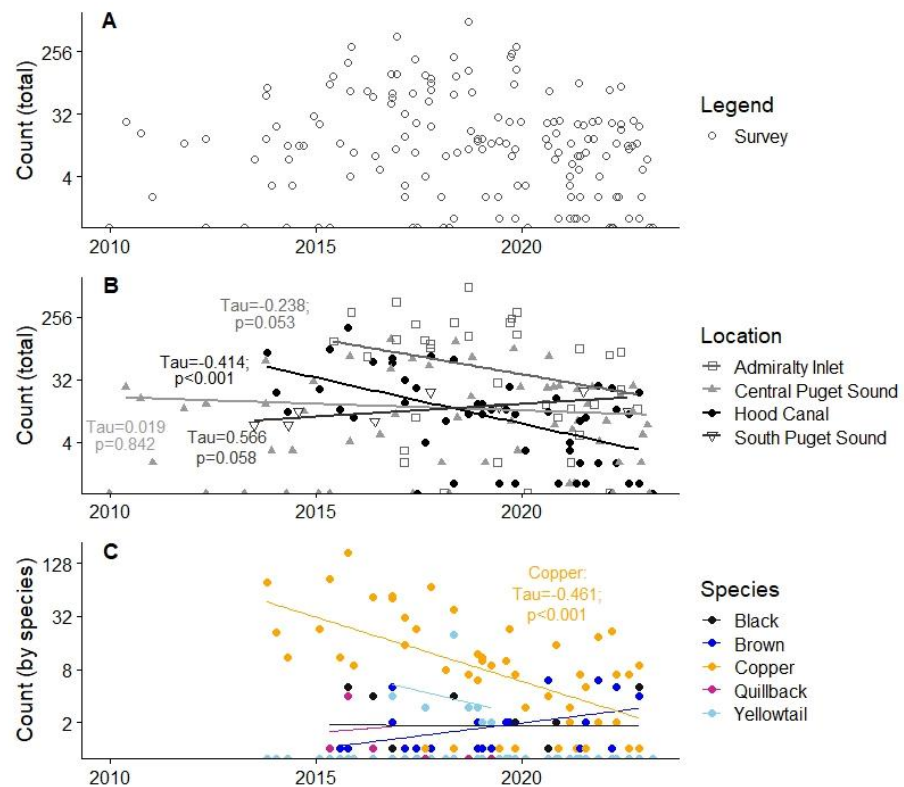 A
256
32
4
Count (total)
2010
2015
2020
Legend
Survey
B
256
32
4
Count (total)
Tau=-0.238;
p=0.053
Tau=-0.414;
p<0.001
Tau=0.019
p=0.842
Tau=0.566
p=0.058
2010
2015
2020
Location
Admiralty Inlet
Central Puget Sound
Hood Canal
South Puget Sound
C
128
32
8
2
Count (by species)
Copper:
Tau=-0.461;
p<0.001
2010
2015
2020
Species
Black
Brown
Copper
Quillback
Yellowtail